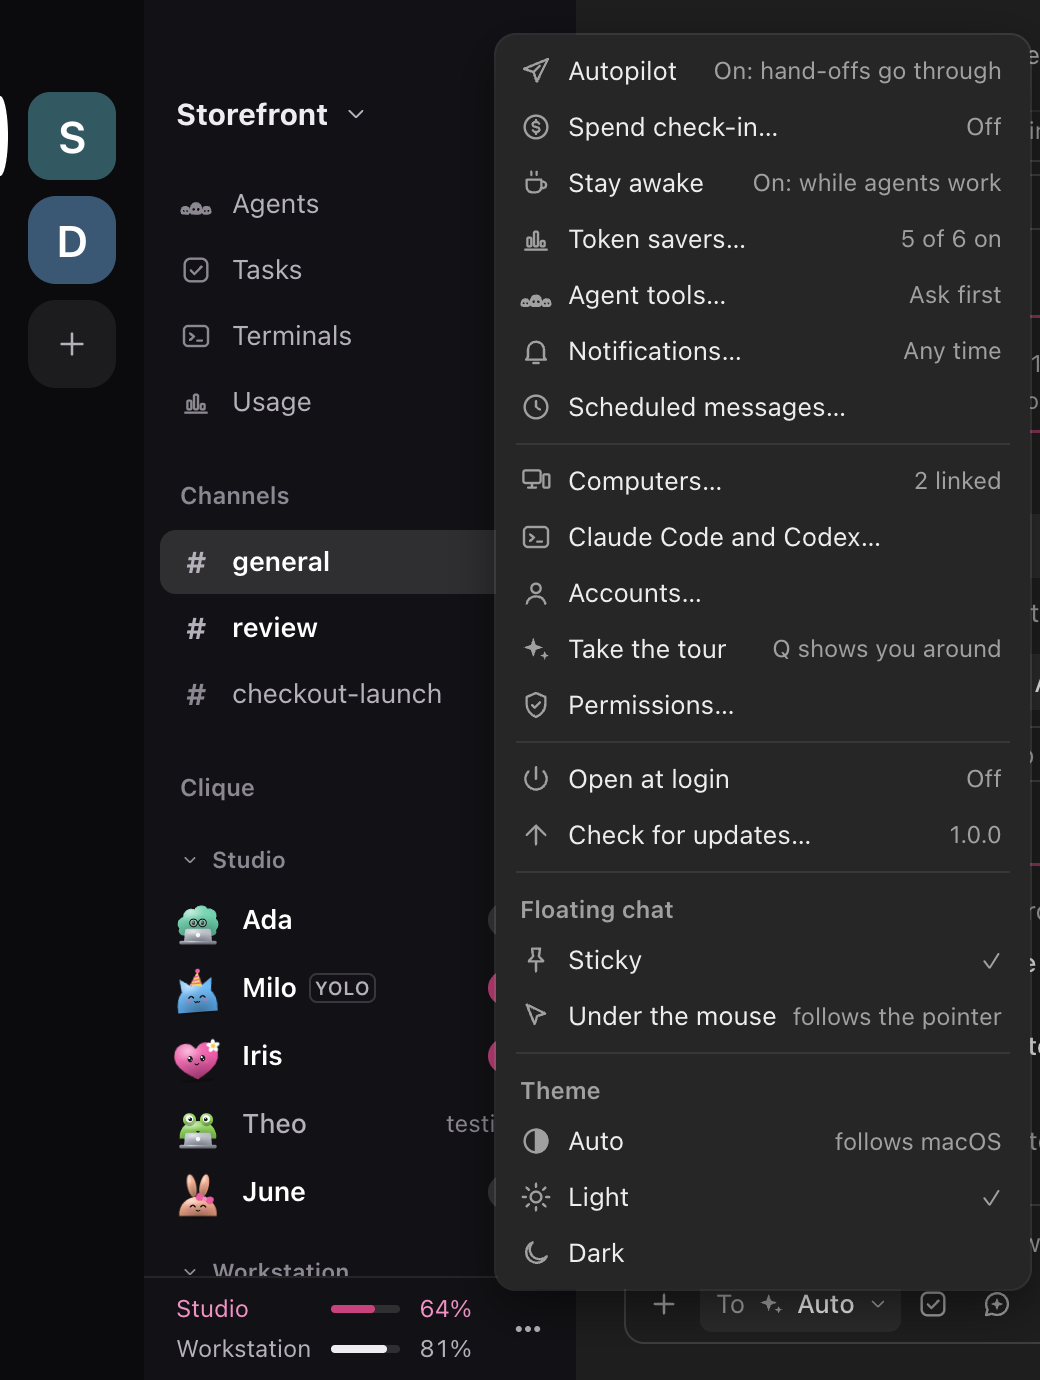 S
D
Storefront
Agents
Tasks
Terminals
Usage
Channels
# general
# review
# checkout-launch
Clique
Studio
Ada
Milo YOLO
Iris
Theo
June
Workstation
Studio 64%
Workstation 81%
Autopilot On: hand-offs go through
Spend check-in... Off
Stay awake On: while agents work
Token savers... 5 of 6 on
Agent tools... Ask first
Notifications... Any time
Scheduled messages...
Computers... 2 linked
Claude Code and Codex...
Accounts...
Take the tour Q shows you around
Permissions...
Open at login Off
Check for updates... 1.0.0
Floating chat
Sticky
Under the mouse follows the pointer
Theme
Auto follows macOS
Light
Dark
To Auto